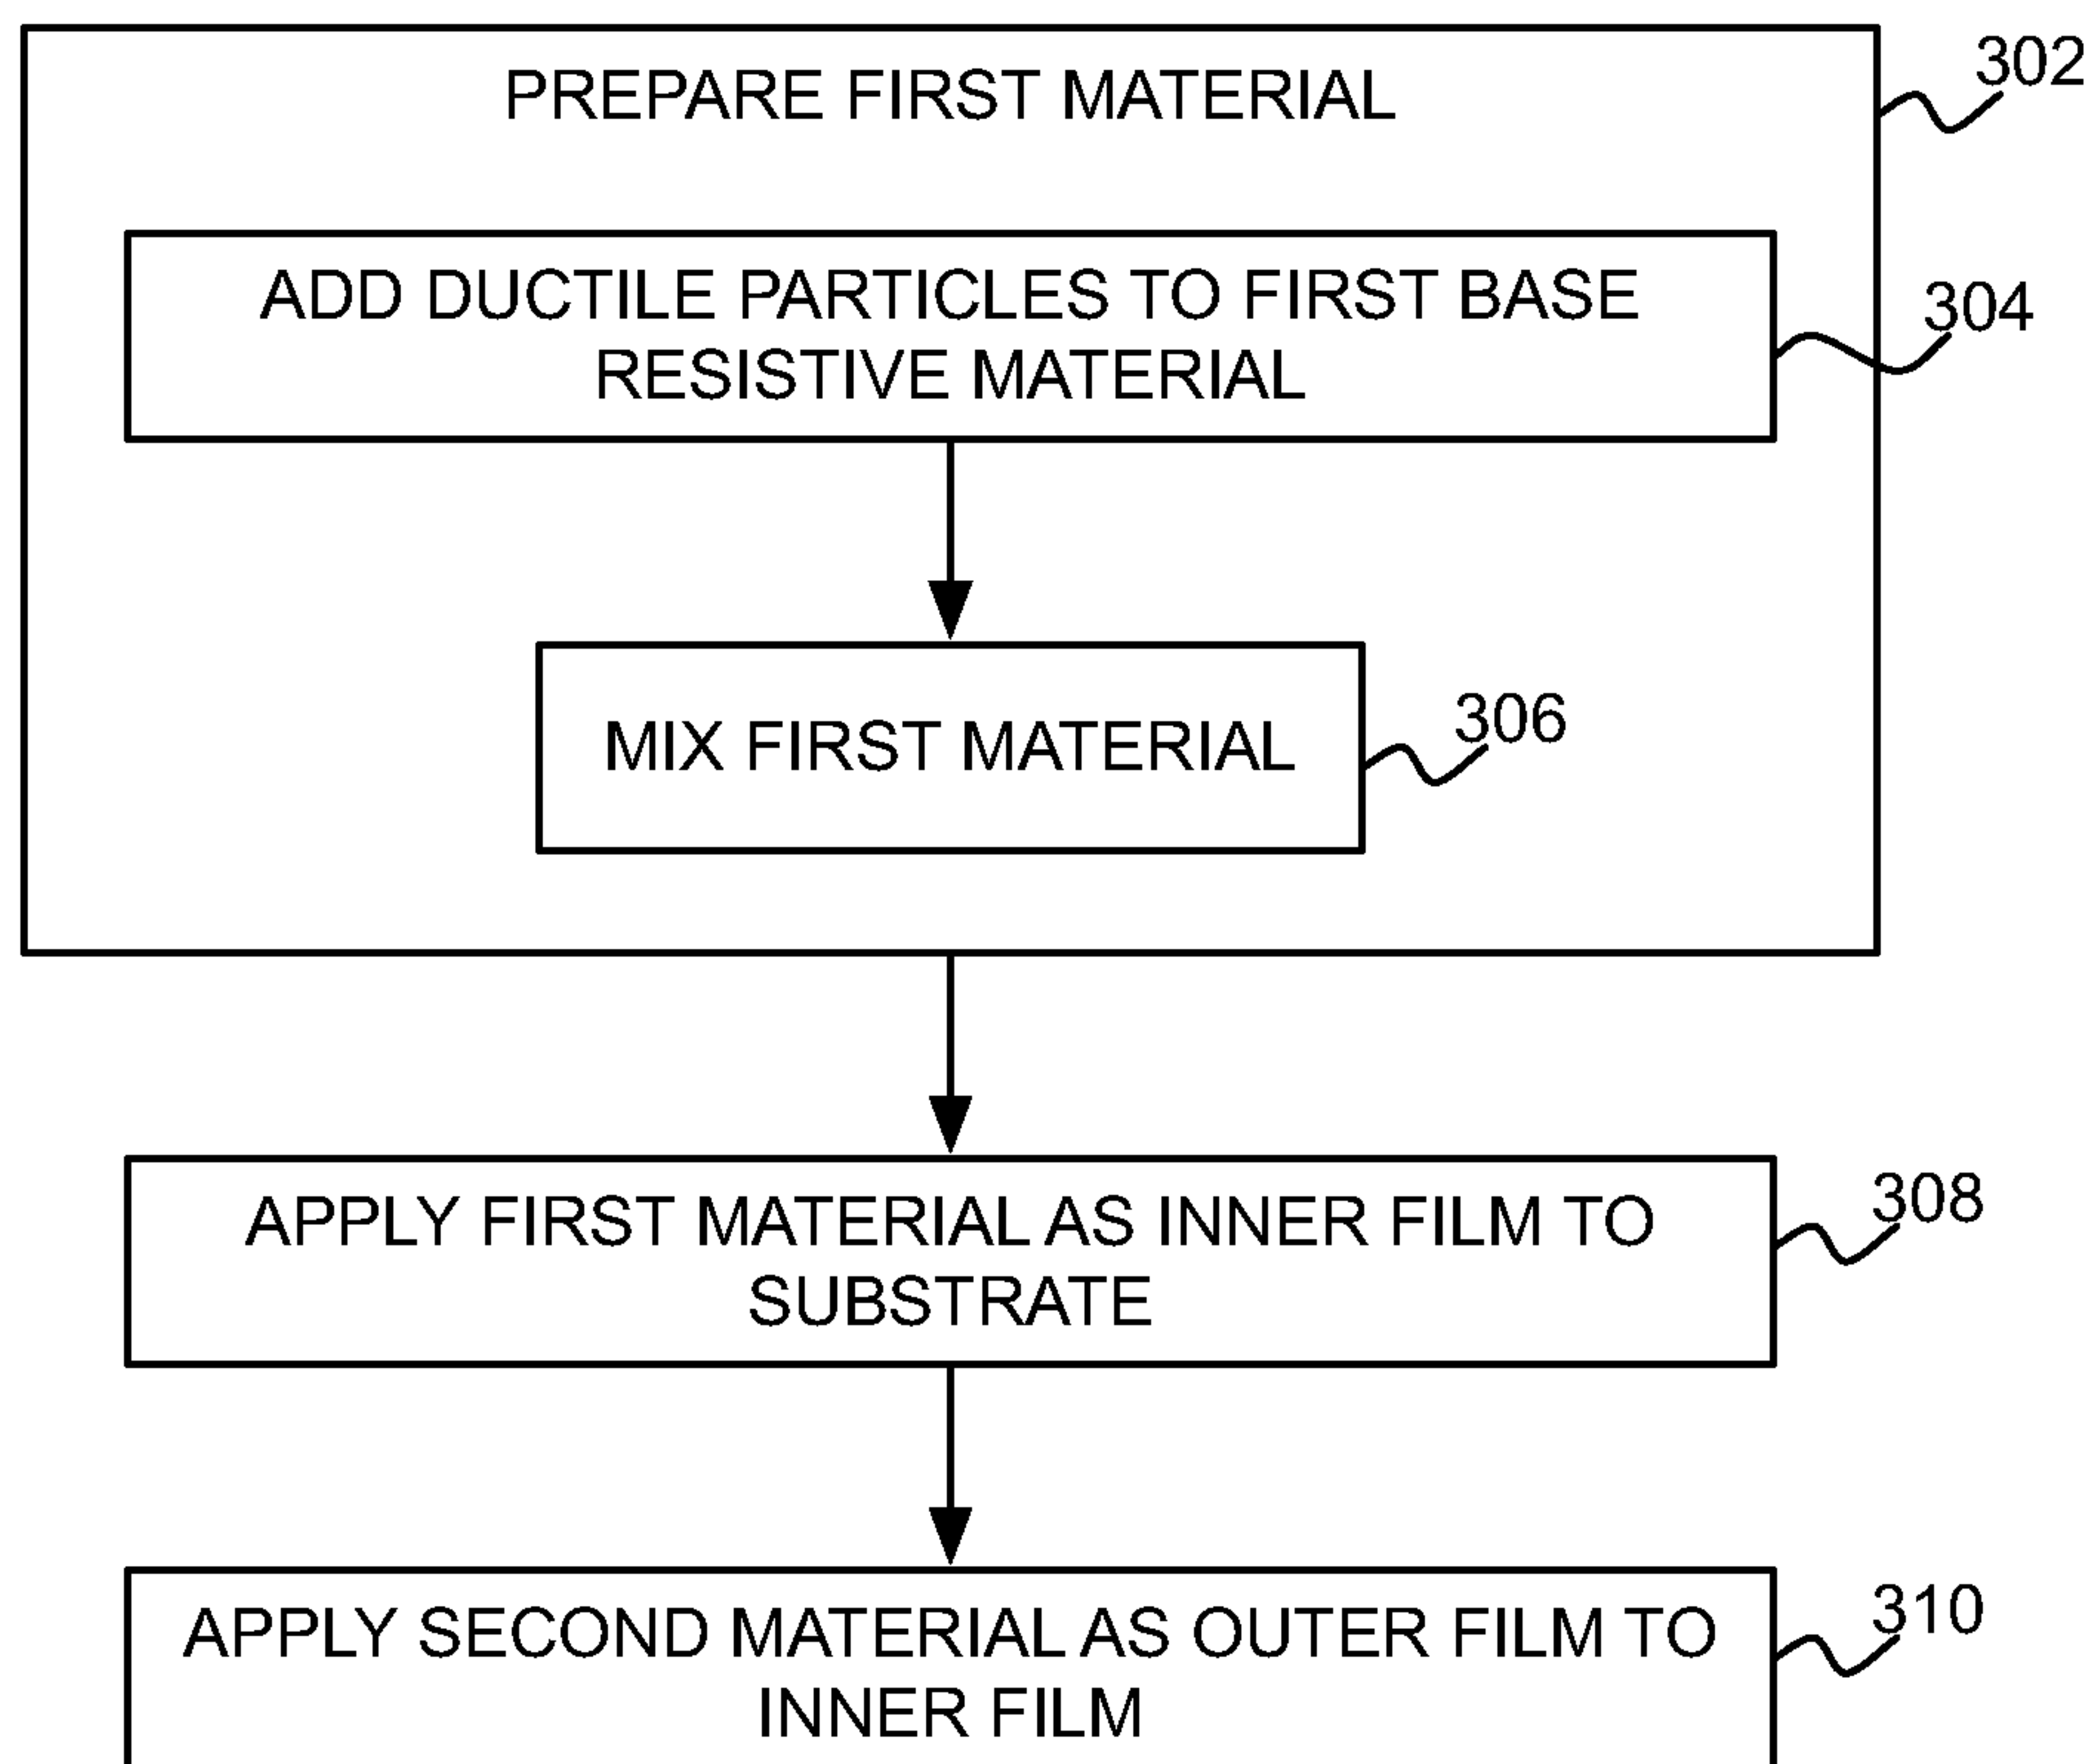 PREPARE FIRST MATERIAL
302
ADD DUCTILE PARTICLES TO FIRST BASE
RESISTIVE MATERIAL
304
MIX FIRST MATERIAL
306
APPLY FIRST MATERIAL AS INNER FILM TO
SUBSTRATE
308
APPLY SECOND MATERIAL AS OUTER FILM TO
INNER FILM
310